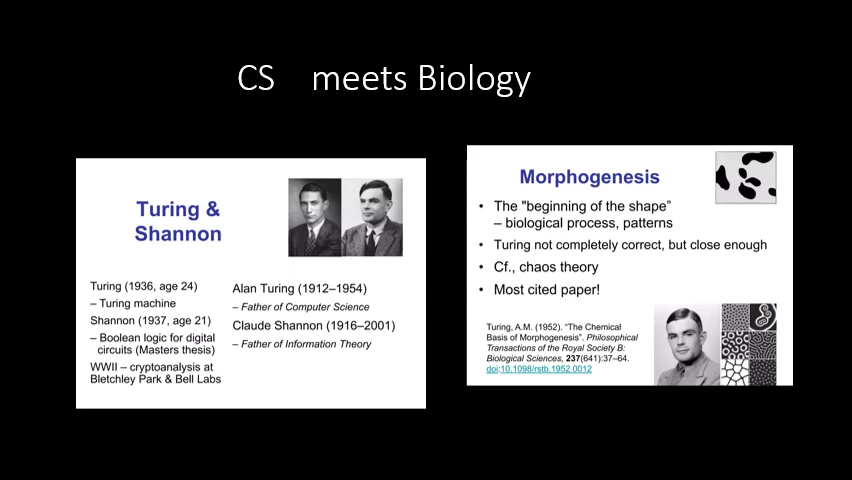 CS meets Biology
Turing &
Shannon
Turing (1936, age 24)
– Turing machine
Shannon (1937, age 21)
– Boolean logic for digital
circuits (Masters thesis)
WWII – cryptoanalysis at
Bletchley Park & Bell Labs
Alan Turing (1912–1954)
– Father of Computer Science
Claude Shannon (1916–2001)
– Father of Information Theory
Morphogenesis
• The "beginning of the shape”
– biological process, patterns
• Turing not completely correct, but close enough
• Cf., chaos theory
• Most cited paper!
Turing, A.M. (1952). “The Chemical
Basis of Morphogenesis”. Philosophical
Transactions of the Royal Society B:
Biological Sciences, 237(641):37–64.
doi:10.1098/rstb.1952.0012